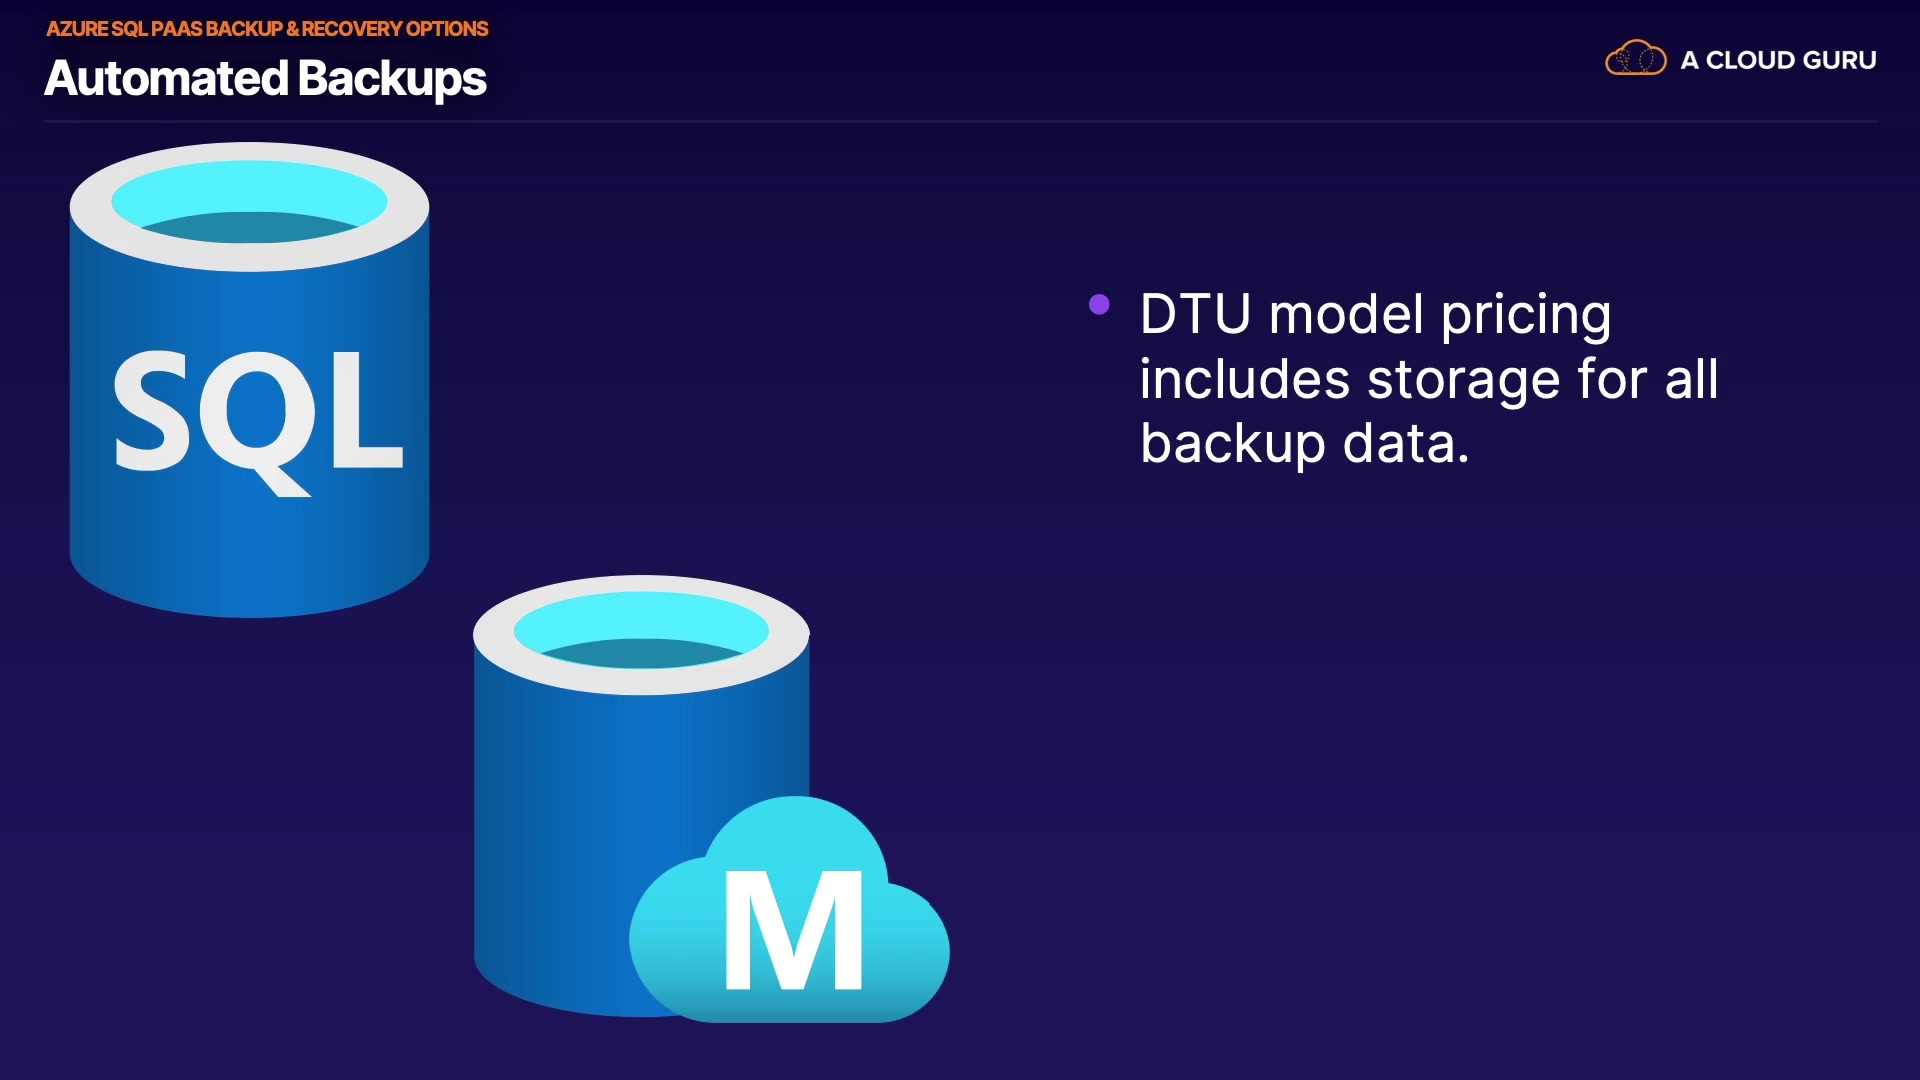 AZURE SQL PAAS BACKUP & RECOVERY OPTIONS
Automated Backups
A CLOUD GURU
SQL
DTU model pricing
includes storage for all
backup data.
M